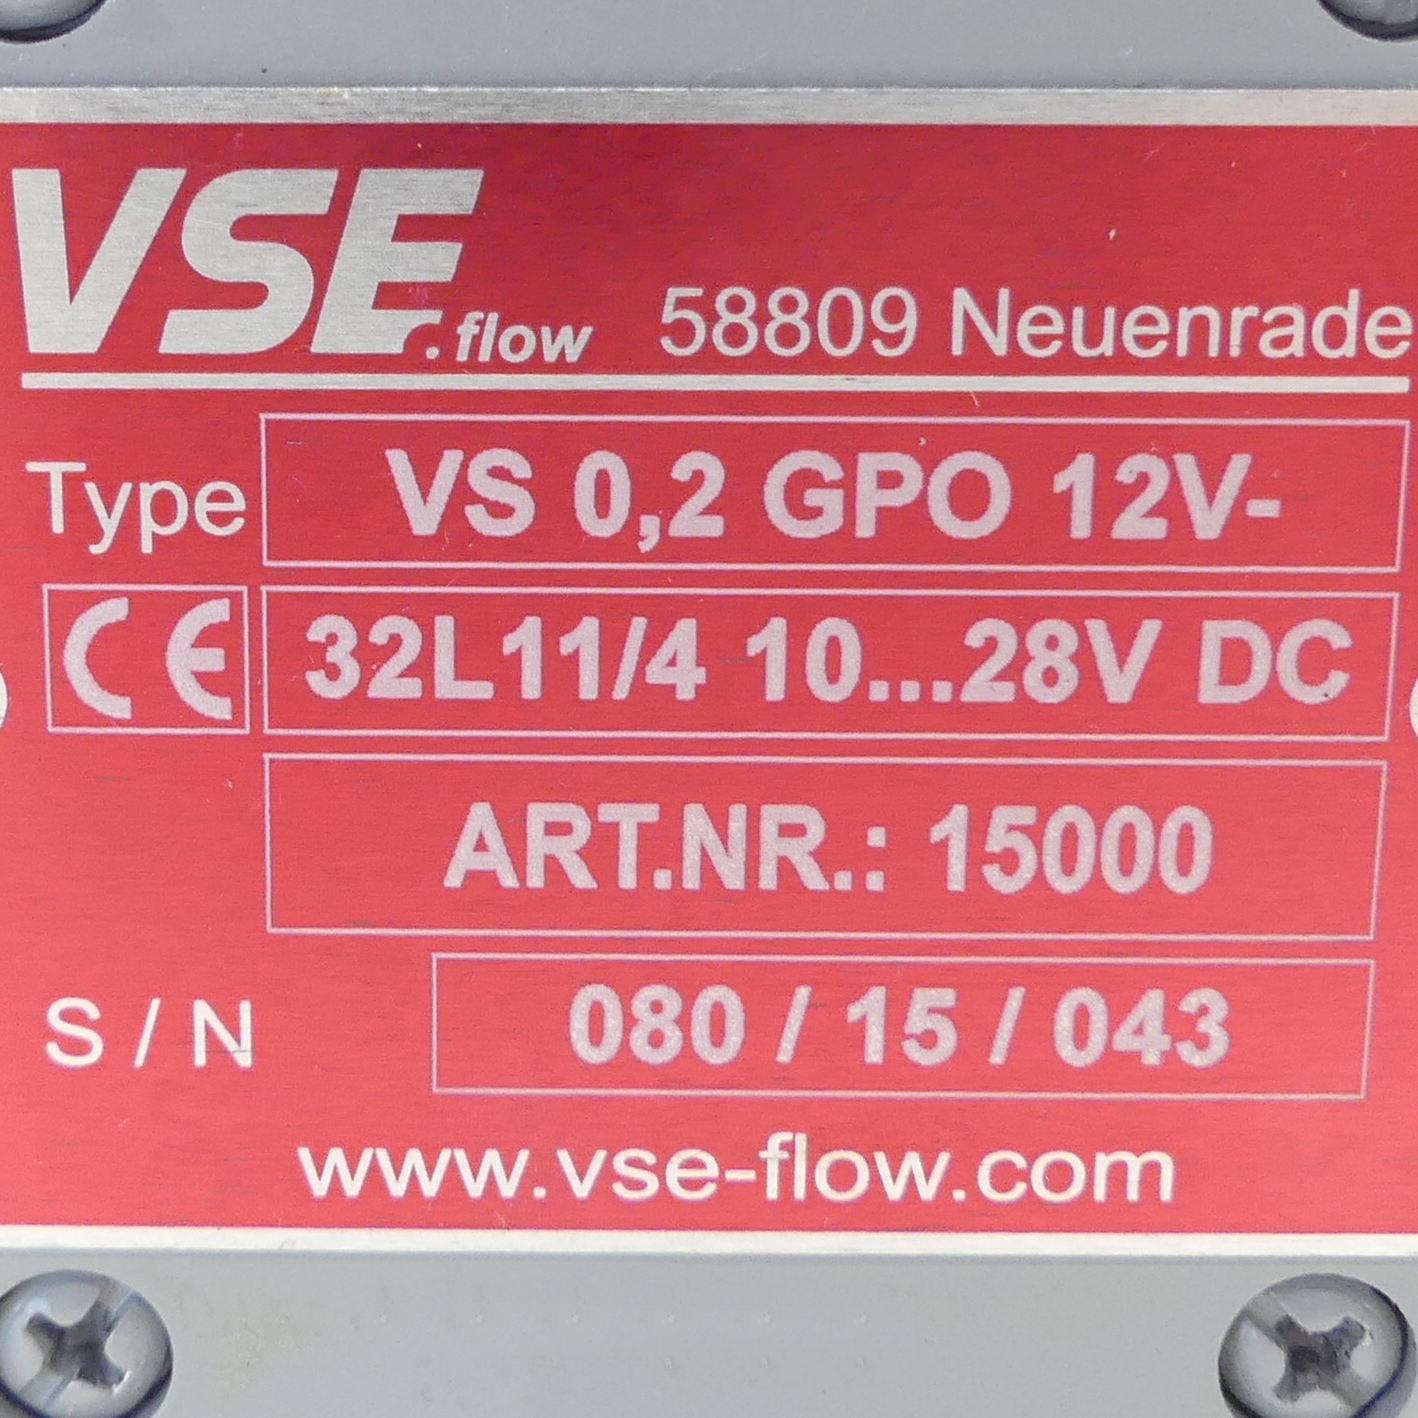 VSE.flow 58809 Neuenrade
Type VS 0,2 GPO 12V-
CE 32L11/4 10...28V DC
ART.NR.: 15000
S / N 080 / 15 / 043
www.vse-flow.com